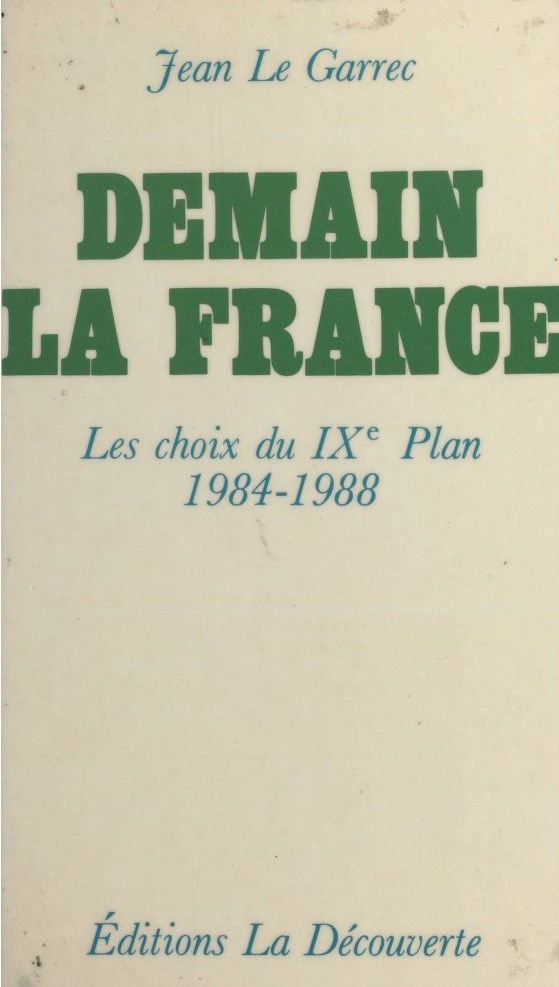 Jean Le Garrec
DEMAIN
LA FRANCE
Les choix du IXe Plan
1984-1988
Éditions La Découverte